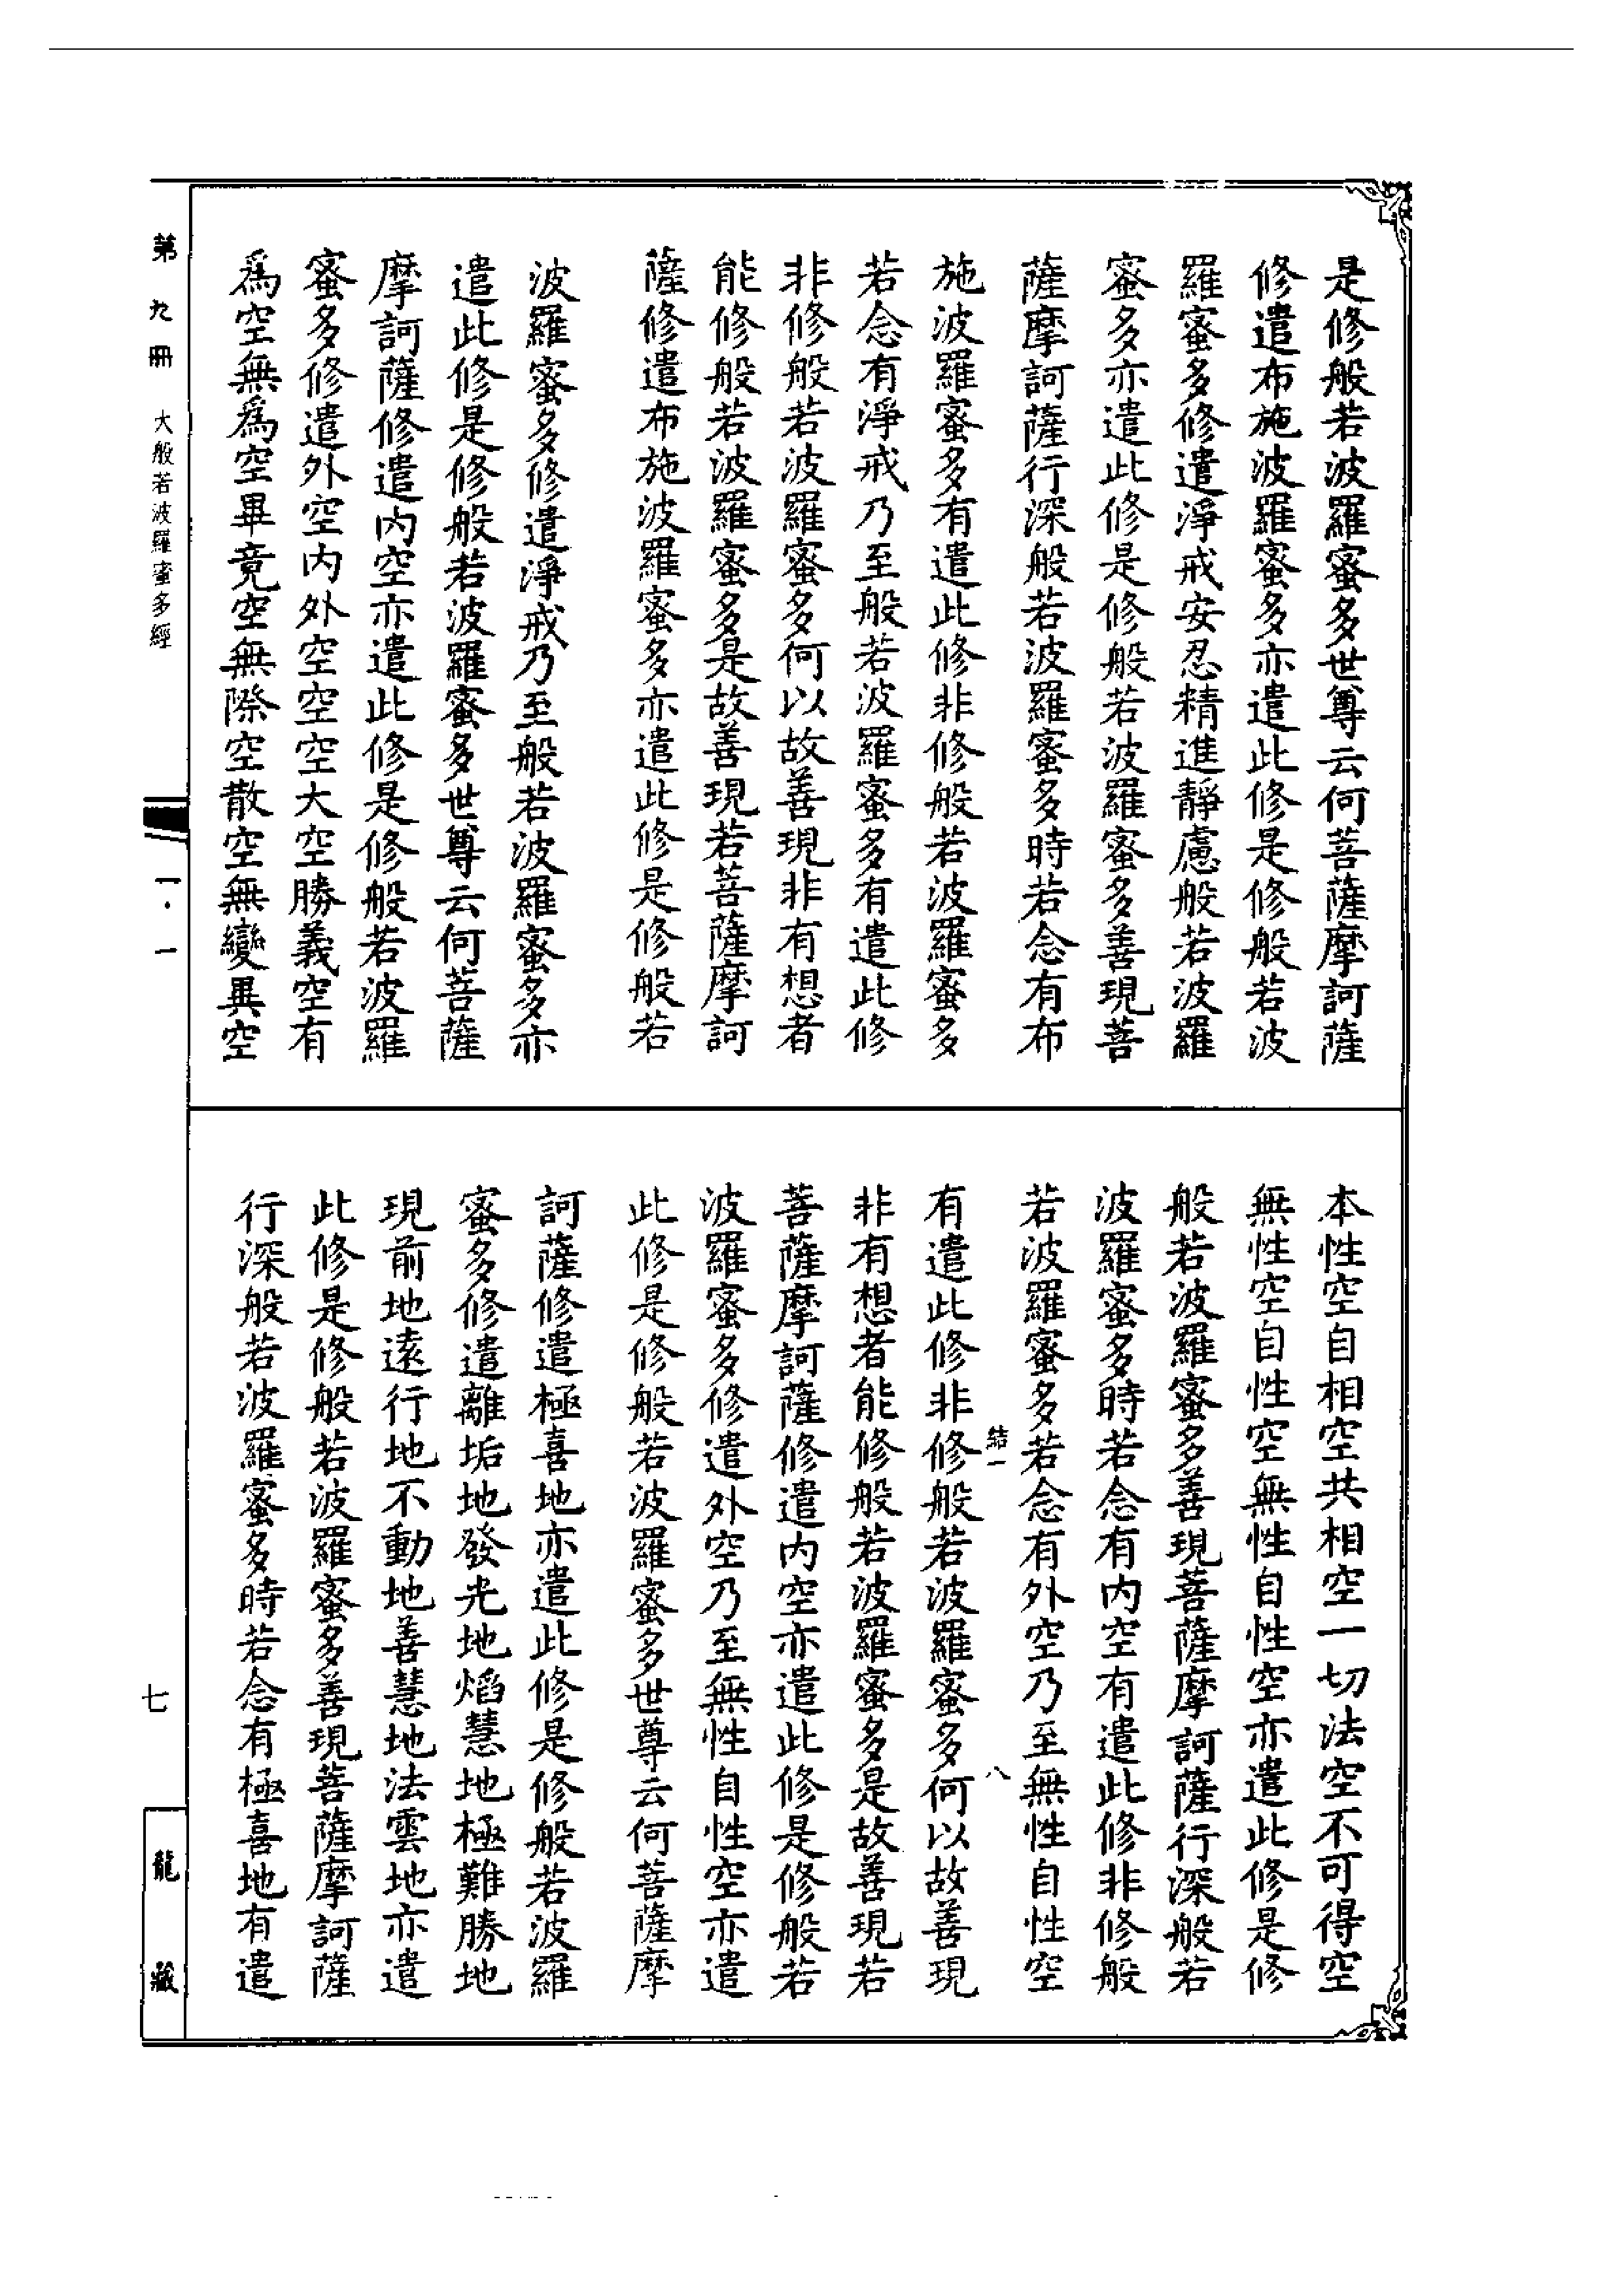 是修般若波羅蜜多世尊云何菩薩摩訶薩
修遣布施波羅蜜多亦遣此修是修般若波
羅蜜多修遣淨戒安忍精進靜慮般若波羅
蜜多亦遣此修是修般若波羅蜜多善現菩
薩摩訶薩行深般若波羅蜜多時若念有布
施波羅蜜多有遣此修非修般若波羅蜜多
若念有淨戒乃至般若波羅蜜多有遣此修
非修般若波羅蜜多何以故善現非有想者
能修般若波羅蜜多是故善現若菩薩摩訶
薩修遣布施波羅蜜多亦遣此修是修般若
波羅蜜多修遣淨戒乃至般若波羅蜜多亦
遣此修是修般若波羅蜜多世尊云何菩薩
摩訶薩修遣內空亦遣此修是修般若波羅
蜜多修遣外空內外空空空大空勝義空有
爲空無爲空畢竟空無際空散空無變異空
本性空自相空共相空一切法空不可得空
無性空自性空無性自性空亦遣此修是修
般若波羅蜜多善現菩薩摩訶薩行深般若
波羅蜜多時若念有內空有遣此修非修般
若波羅蜜多若念有外空乃至無性自性空
結一 八
有遣此修非修般若波羅蜜多何以故善現
非有想者能修般若波羅蜜多是故善現若
菩薩摩訶薩修遣內空亦遣此修是修般若
波羅蜜多修遣外空乃至無性自性空亦遣
此修是修般若波羅蜜多世尊云何菩薩摩
訶薩修遣極喜地亦遣此修是修般若波羅
蜜多修遣離垢地發光地焰慧地極難勝地
現前地遠行地不動地善慧地法雲地亦遣
此修是修般若波羅蜜多善現菩薩摩訶薩
行深般若波羅蜜多時若念有極喜地有遣
第九冊 大般若波羅蜜多經 一·一 七 龍藏